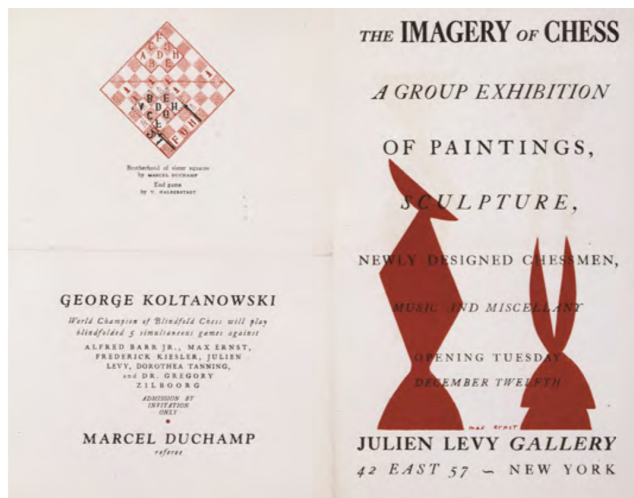 Brotherhood of sister squares
by MARCEL DUCHAMP
End game
by V. HALBERSTADT
GEORGE KOLTANOWSKI
World Champion of Blindfold Chess will play
blindfolded 5 simultaneous games against
ALFRED BARR JR., MAX ERNST,
FREDERICK KIESLER, JULIEN
LEVY, DOROTHEA TANNING,
and DR. GREGORY
ZILBOORG
ADMISSION BY
INVITATION
ONLY
MARCEL DUCHAMP
referee
THE IMAGERY OF CHESS
A GROUP EXHIBITION
OF PAINTINGS,
SCULPTURE,
NEWLY DESIGNED CHESSMEN,
MUSIC AND MISCELLANY
OPENING TUESDAY
DECEMBER TWELFTH
MAX ERNST
JULIEN LEVY GALLERY
42 EAST 57 – NEW YORK